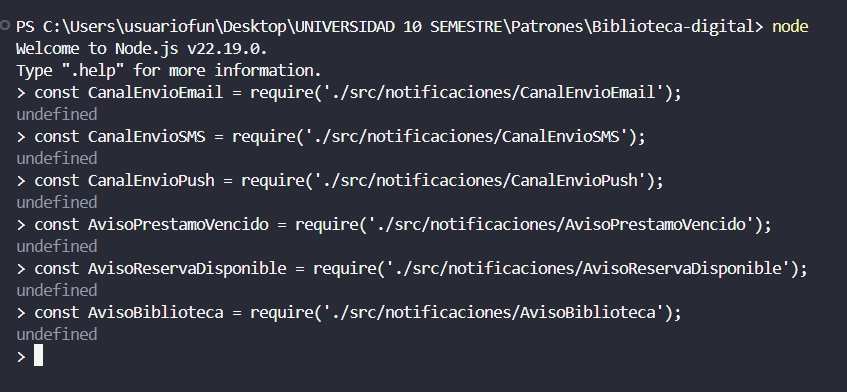 PS C:\Users\usuariofun\Desktop\UNIVERSIDAD 10 SEMESTRE\Patrones\Biblioteca-digital> node
Welcome to Node.js v22.19.0.
Type ".help" for more information.
> const CanalEnvioEmail = require('./src/notificaciones/CanalEnvioEmail');
undefined
> const CanalEnvioSMS = require('./src/notificaciones/CanalEnvioSMS');
undefined
> const CanalEnvioPush = require('./src/notificaciones/CanalEnvioPush');
undefined
> const AvisoPrestamoVencido = require('./src/notificaciones/AvisoPrestamoVencido');
undefined
> const AvisoReservaDisponible = require('./src/notificaciones/AvisoReservaDisponible');
undefined
> const AvisoBiblioteca = require('./src/notificaciones/AvisoBiblioteca');
undefined
>